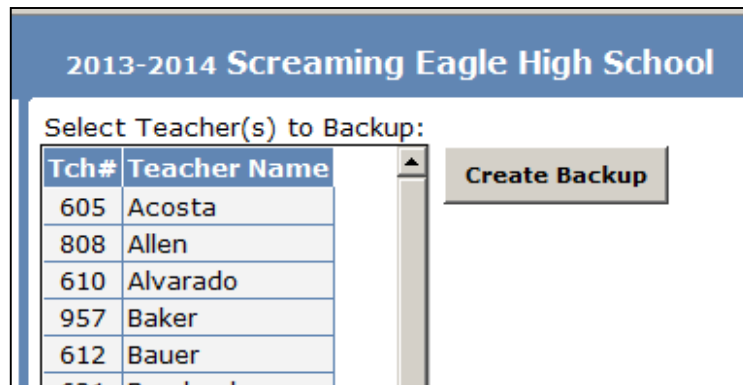 2013-2014 Screaming Eagle High School
Select Teacher(s) to Backup:
Tch# Teacher Name
Create Backup
605 Acosta
808 Allen
610 Alvarado
957 Baker
612 Bauer